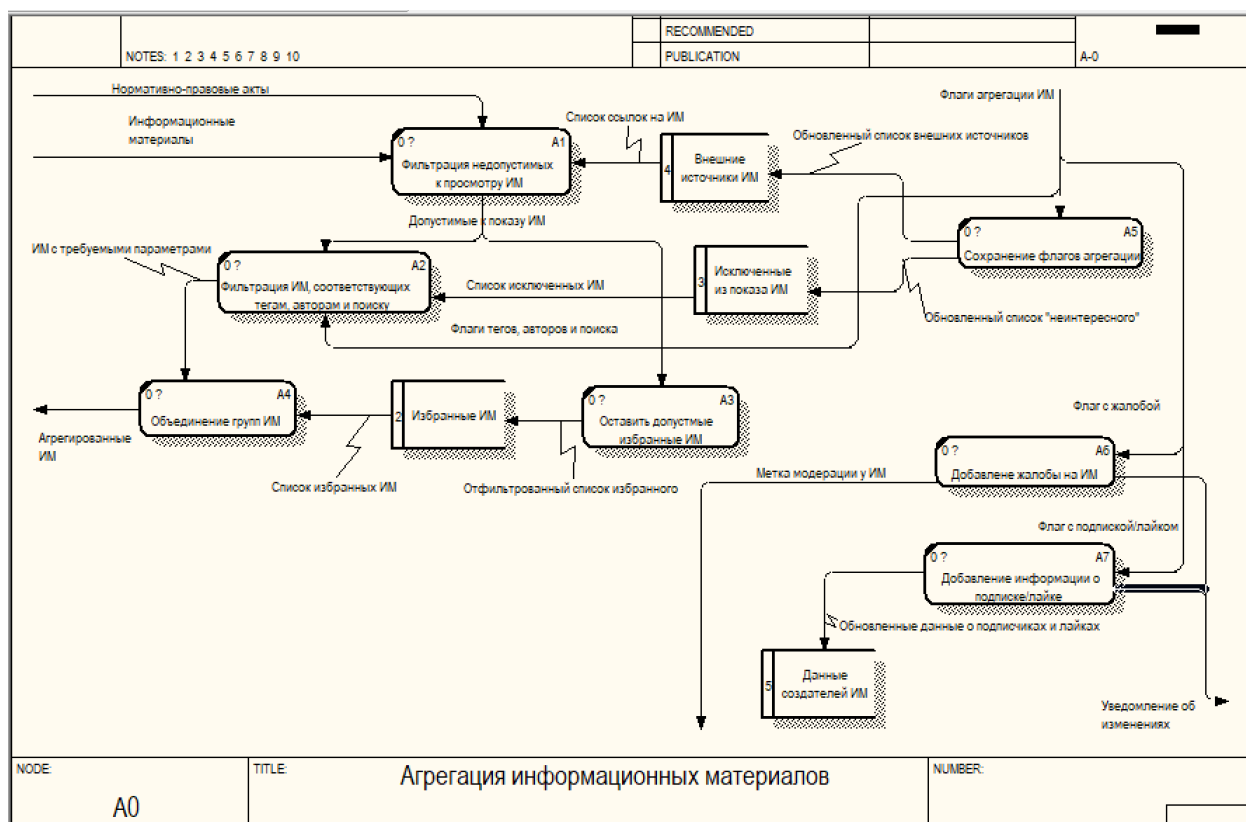 RECOMMENDED
NOTES: 1 2 3 4 5 6 7 8 9 10
PUBLICATION
A-0
Нормативно-правовые акты
Флаги агрегации ИМ
Информационные
материалы
Список ссылок на ИМ
Обновленный список внешних источников
0 ?
A1
Фильтрация недопустимых
к просмотру ИМ
4
Внешние
источники ИМ
Допустимые к показу ИМ
0 ?
A5
Сохранение флагов агрегации
ИМ с требуемыми параметрами
0 ?
A2
Фильтрация ИМ, соответствующих
тегам, авторам и поиску
Список исключенных ИМ
3
Исключенные
из показа ИМ
Обновленный список "неинтересного"
Флаги тегов, авторов и поиска
0 ?
A4
Объединение групп ИМ
2
Избранные ИМ
0 ?
A3
Оставить допустмые
избранные ИМ
Флаг с жалобой
Агрегированные
ИМ
Список избранных ИМ
Отфильтрованный список избранного
Метка модерации у ИМ
0 ?
A6
Добавлене жалобы на ИМ
Флаг с подпиской/лайком
0 ?
A7
Добавление информации о
подписке/лайке
Обновленные данные о подписчиках и лайках
5
Данные
создателей ИМ
Уведомление об
изменениях
NODE:
TITLE:
NUMBER:
Агрегация информационных материалов
A0